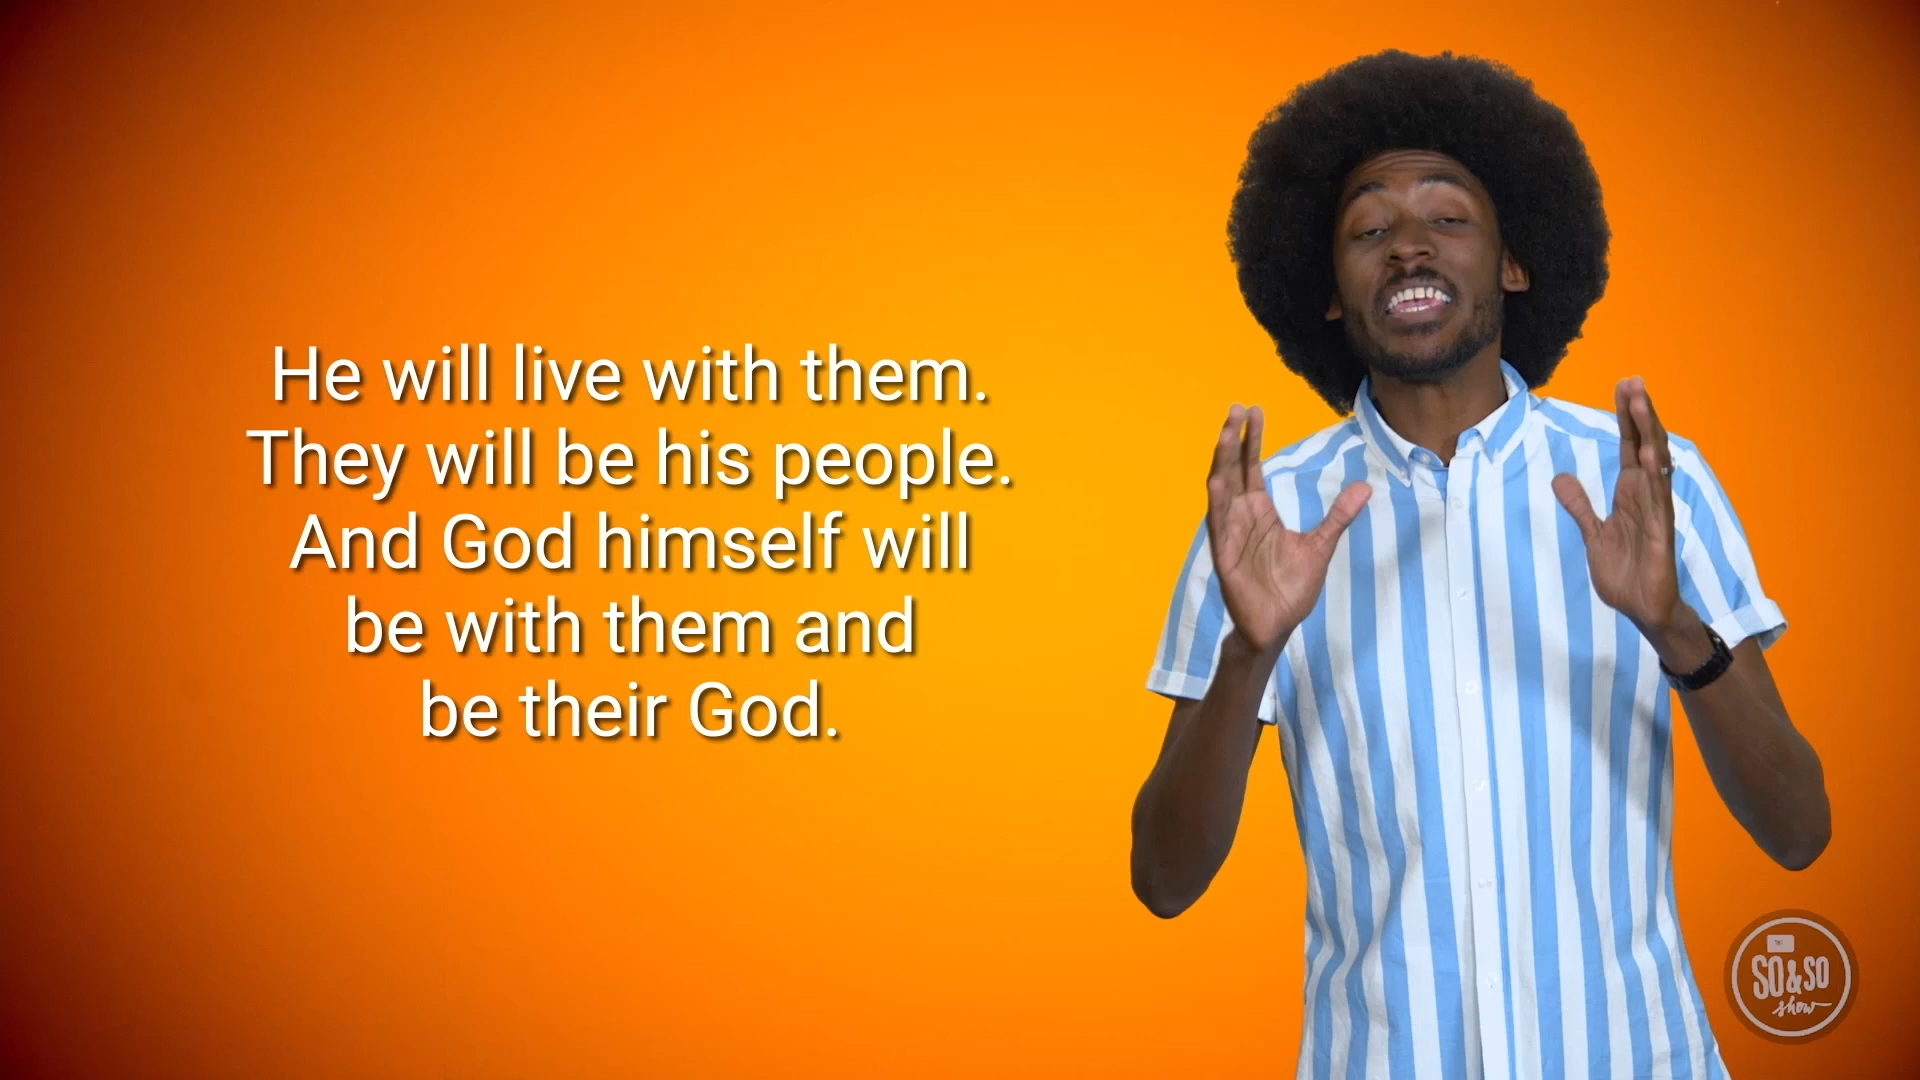 He will live with them.
They will be his people.
And God himself will
be with them and
be their God.
SO & SO
show